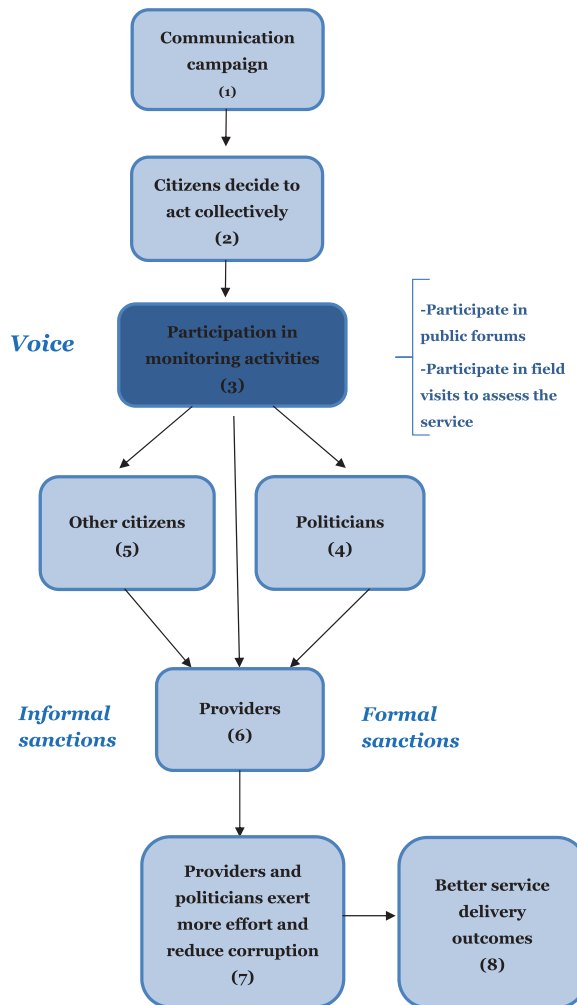 Communication
campaign
(1)
Citizens decide to
act collectively
(2)
Voice
Participation in
monitoring activities
(3)
-Participate in
public forums
-Participate in field
visits to assess the
service
Other citizens
(5)
Politicians
(4)
Informal
sanctions
Providers
(6)
Formal
sanctions
Providers and
politicians exert
more effort and
reduce corruption
(7)
Better service
delivery
outcomes
(8)